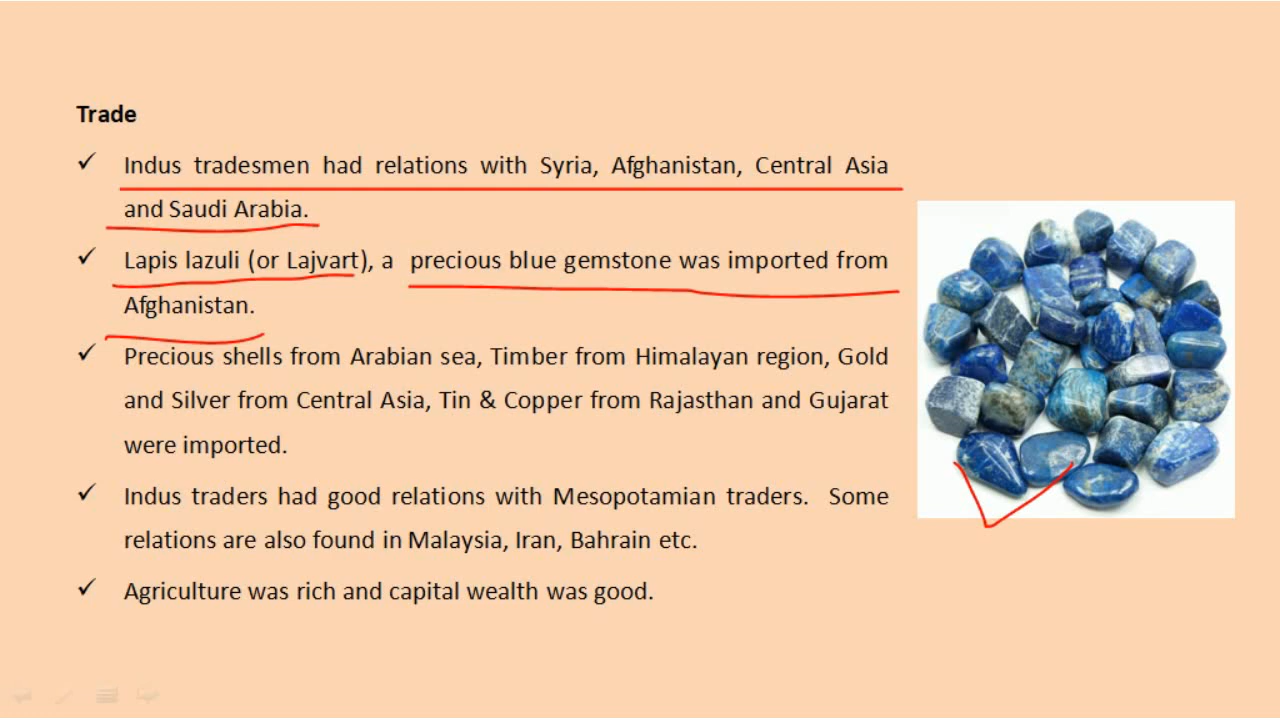 Trade
✓ Indus tradesmen had relations with Syria, Afghanistan, Central Asia
and Saudi Arabia.
✓ Lapis lazuli (or Lajvart), a precious blue gemstone was imported from
Afghanistan.
✓ Precious shells from Arabian sea, Timber from Himalayan region, Gold
and Silver from Central Asia, Tin & Copper from Rajasthan and Gujarat
were imported.
✓ Indus traders had good relations with Mesopotamian traders. Some
relations are also found in Malaysia, Iran, Bahrain etc.
✓ Agriculture was rich and capital wealth was good.